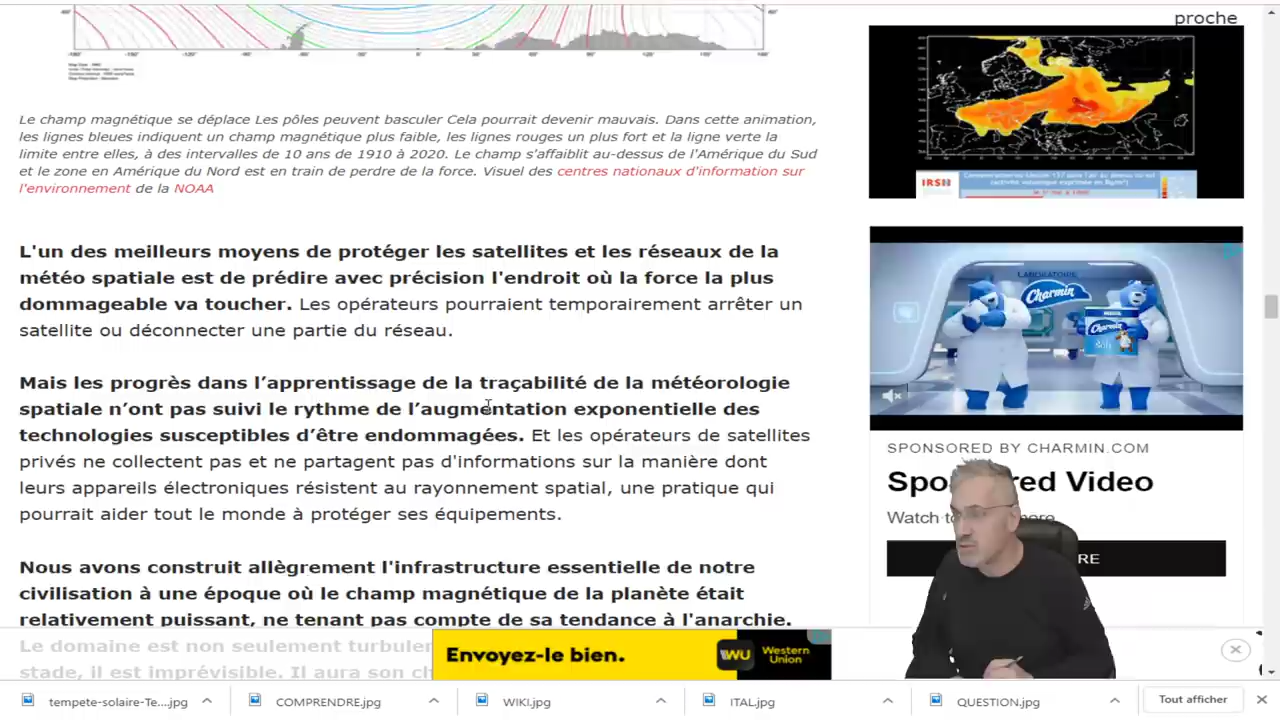 proche
Le champ magnétique se déplace Les pôles peuvent basculer Cela pourrait devenir mauvais. Dans cette animation,
les lignes bleues indiquent un champ magnétique plus faible, les lignes rouges un plus fort et la ligne verte la
limite entre elles, à des intervalles de 10 ans de 1910 à 2020. Le champ s'affaiblit au-dessus de l'Amérique du Sud
et le zone en Amérique du Nord est en train de perdre de la force. Visuel des centres nationaux d'information sur
l'environnement de la NOAA
L'un des meilleurs moyens de protéger les satellites et les réseaux de la
météo spatiale est de prédire avec précision l'endroit où la force la plus
dommageable va toucher. Les opérateurs pourraient temporairement arrêter un
satellite ou déconnecter une partie du réseau.
Mais les progrès dans l’apprentissage de la traçabilité de la météorologie
spatiale n’ont pas suivi le rythme de l’augmentation exponentielle des
technologies susceptibles d’être endommagées. Et les opérateurs de satellites
privés ne collectent pas et ne partagent pas d'informations sur la manière dont
leurs appareils électroniques résistent au rayonnement spatial, une pratique qui
pourrait aider tout le monde à protéger ses équipements.
Nous avons construit allègrement l'infrastructure essentielle de notre
civilisation à une époque où le champ magnétique de la planète était
relativement puissant, ne tenant pas compte de sa tendance à l'anarchie.
Le domaine est non seulement turbulen
stade, il est imprévisible. Il aura son ch
IRSN
LABORATOIRE
Charmin
Charmin
SPONSORED BY CHARMIN.COM
Spo red Video
Watch
RE
Envoyez-le bien.
WU
Western
Union
tempete-solaire-Te....jpg
COMPRENDRE.jpg
WIKI.jpg
ITAL.jpg
QUESTION.jpg
Tout afficher